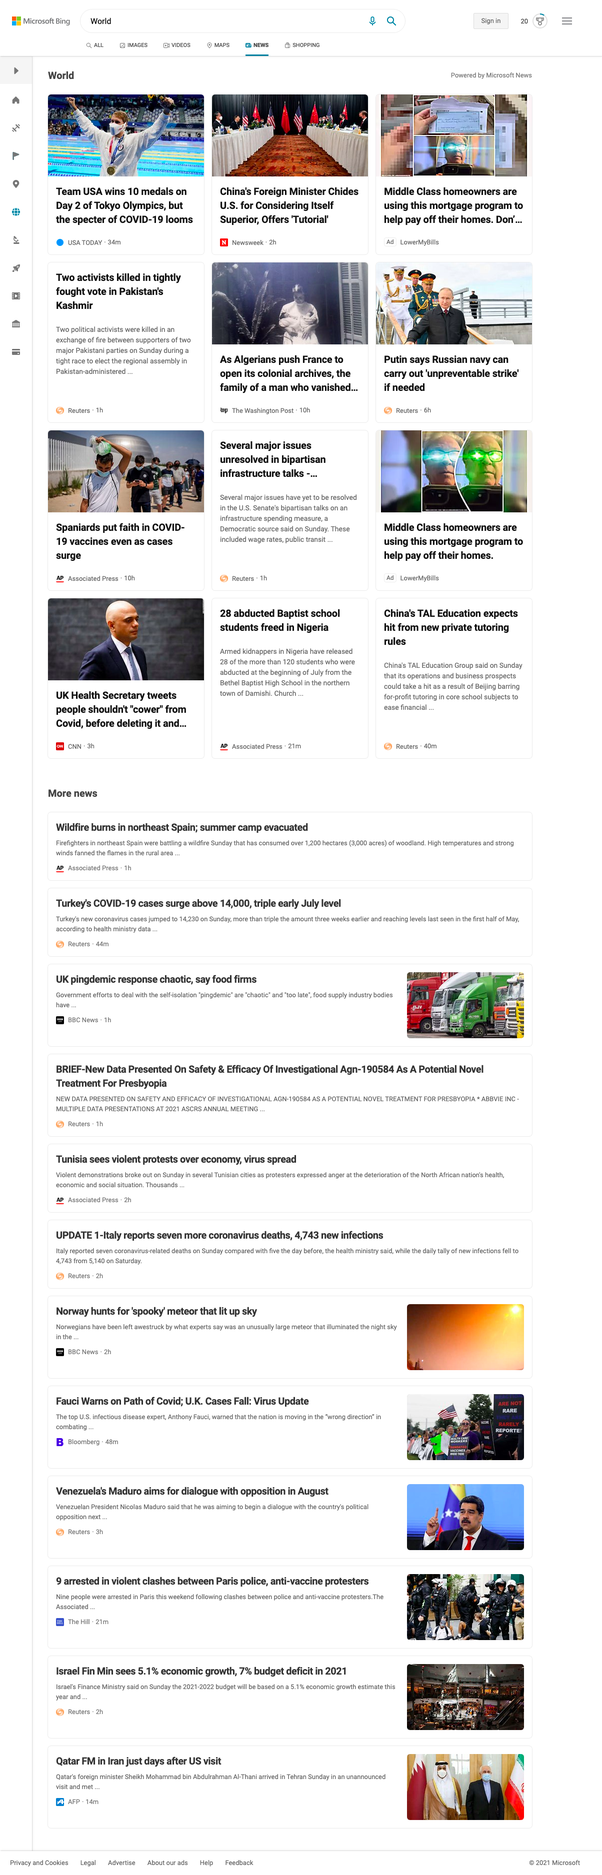 Microsoft Bing
World
Sign in
20
ALL
IMAGES
VIDEOS
MAPS
NEWS
SHOPPING
World
Powered by Microsoft News
Team USA wins 10 medals on
Day 2 of Tokyo Olympics, but
the specter of COVID-19 looms
USA TODAY · 34m
China's Foreign Minister Chides
U.S. for Considering Itself
Superior, Offers 'Tutorial'
N Newsweek · 2h
Middle Class homeowners are
using this mortgage program to
help pay off their homes. Don'...
Ad LowerMyBills
Two activists killed in tightly
fought vote in Pakistan's
Kashmir
Two political activists were killed in an
exchange of fire between supporters of two
major Pakistani parties on Sunday during a
tight race to elect the regional assembly in
Pakistan-administered ...
Reuters · 1h
As Algerians push France to
open its colonial archives, the
family of a man who vanished...
wp The Washington Post · 10h
Putin says Russian navy can
carry out 'unpreventable strike'
if needed
Reuters · 6h
Spaniards put faith in COVID-
19 vaccines even as cases
surge
AP Associated Press · 10h
Several major issues
unresolved in bipartisan
infrastructure talks -...
Several major issues have yet to be resolved
in the U.S. Senate's bipartisan talks on an
infrastructure spending measure, a
Democratic source said on Sunday. These
included wage rates, public transit ...
Reuters · 1h
Middle Class homeowners are
using this mortgage program to
help pay off their homes.
Ad LowerMyBills
UK Health Secretary tweets
people shouldn't "cower" from
Covid, before deleting it and...
CNN CNN · 3h
28 abducted Baptist school
students freed in Nigeria
Armed kidnappers in Nigeria have released
28 of the more than 120 students who were
abducted at the beginning of July from the
Bethel Baptist High School in the northern
town of Damishi. Church ...
AP Associated Press · 21m
China's TAL Education expects
hit from new private tutoring
rules
China's TAL Education Group said on Sunday
that its operations and business prospects
could take a hit as a result of Beijing barring
for-profit tutoring in core school subjects to
ease financial ...
Reuters · 40m
More news
Wildfire burns in northeast Spain; summer camp evacuated
Firefighters in northeast Spain were battling a wildfire Sunday that has consumed over 1,200 hectares (3,000 acres) of woodland. High temperatures and strong
winds fanned the flames in the rural area ...
AP Associated Press · 1h
Turkey's COVID-19 cases surge above 14,000, triple early July level
Turkey's new coronavirus cases jumped to 14,230 on Sunday, more than triple the amount three weeks earlier and reaching levels last seen in the first half of May,
according to health ministry data ...
Reuters · 44m
UK pingdemic response chaotic, say food firms
Government efforts to deal with the self-isolation "pingdemic" are "chaotic" and "too late", food supply industry bodies
have ...
BBC News · 1h
BRIEF-New Data Presented On Safety & Efficacy Of Investigational Agn-190584 As A Potential Novel
Treatment For Presbyopia
NEW DATA PRESENTED ON SAFETY AND EFFICACY OF INVESTIGATIONAL AGN-190584 AS A POTENTIAL NOVEL TREATMENT FOR PRESBYOPIA * ABBVIE INC -
MULTIPLE DATA PRESENTATIONS AT 2021 ASCRS ANNUAL MEETING ...
Reuters · 1h
Tunisia sees violent protests over economy, virus spread
Violent demonstrations broke out on Sunday in several Tunisian cities as protesters expressed anger at the deterioration of the North African nation's health,
economic and social situation. Thousands ...
AP Associated Press · 2h
UPDATE 1-Italy reports seven more coronavirus deaths, 4,743 new infections
Italy reported seven coronavirus-related deaths on Sunday compared with five the day before, the health ministry said, while the daily tally of new infections fell to
4,743 from 5,140 on Saturday.
Reuters · 2h
Norway hunts for 'spooky' meteor that lit up sky
Norwegians have been left awestruck by what experts say was an unusually large meteor that illuminated the night sky
in the ...
BBC News · 2h
Fauci Warns on Path of Covid; U.K. Cases Fall: Virus Update
The top U.S. infectious disease expert, Anthony Fauci, warned that the nation is moving in the "wrong direction" in
combating ...
B Bloomberg · 48m
ARE NOT
RARE
RARELY
REPORTED
Venezuela's Maduro aims for dialogue with opposition in August
Venezuelan President Nicolas Maduro said that he was aiming to begin a dialogue with the country's political
opposition next ...
Reuters · 3h
9 arrested in violent clashes between Paris police, anti-vaccine protesters
Nine people were arrested in Paris this weekend following clashes between police and anti-vaccine protesters.The
Associated ...
The Hill · 21m
Israel Fin Min sees 5.1% economic growth, 7% budget deficit in 2021
Israel's Finance Ministry said on Sunday the 2021-2022 budget will be based on a 5.1% economic growth estimate this
year and ...
Reuters · 2h
Qatar FM in Iran just days after US visit
Qatar's foreign minister Sheikh Mohammad bin Abdulrahman Al-Thani arrived in Tehran Sunday in an unannounced
visit and met ...
AFP · 14m
Privacy and Cookies
Legal
Advertise
About our ads
Help
Feedback
© 2021 Microsoft